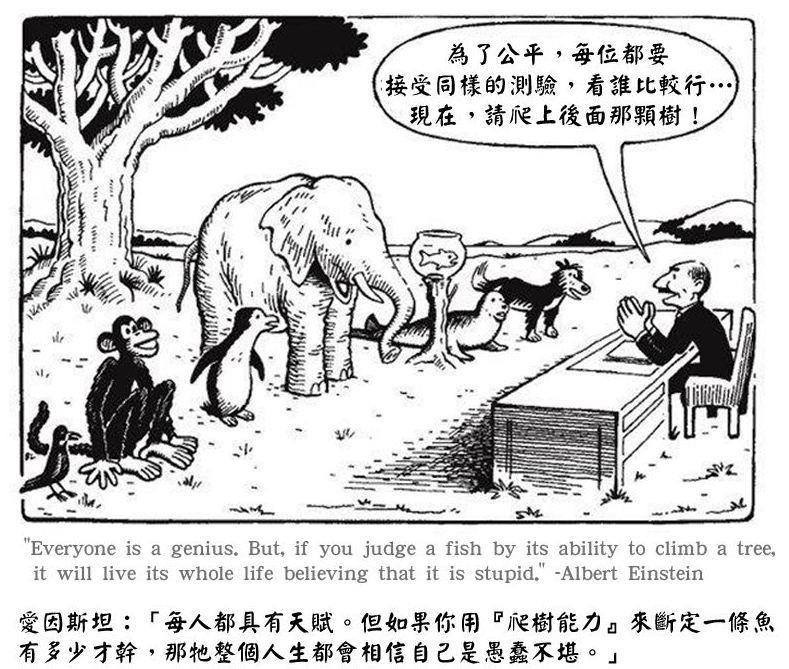 為了公平，每位都要
接受同樣的測驗，看誰比較行…
現在，請爬上後面那顆樹！
"Everyone is a genius. But, if you judge a fish by its ability to climb a tree,
it will live its whole life believing that it is stupid." -Albert Einstein
愛因斯坦：「每人都具有天賦。但如果你用『爬樹能力』來斷定一條魚
有多少才幹，那牠整個人生都會相信自己是愚蠢不堪。」